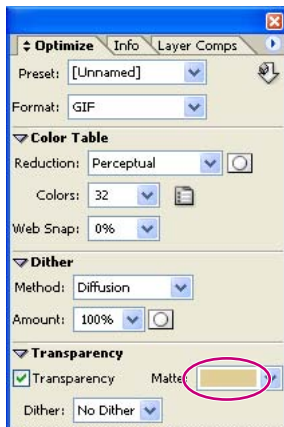 Optimize Info Layer Comps
Preset: [Unnamed]
Format: GIF
Color Table
Reduction: Perceptual
Colors: 32
Web Snap: 0%
Dither
Method: Diffusion
Amount: 100%
Transparency
Transparency Matte:
Dither: No Dither